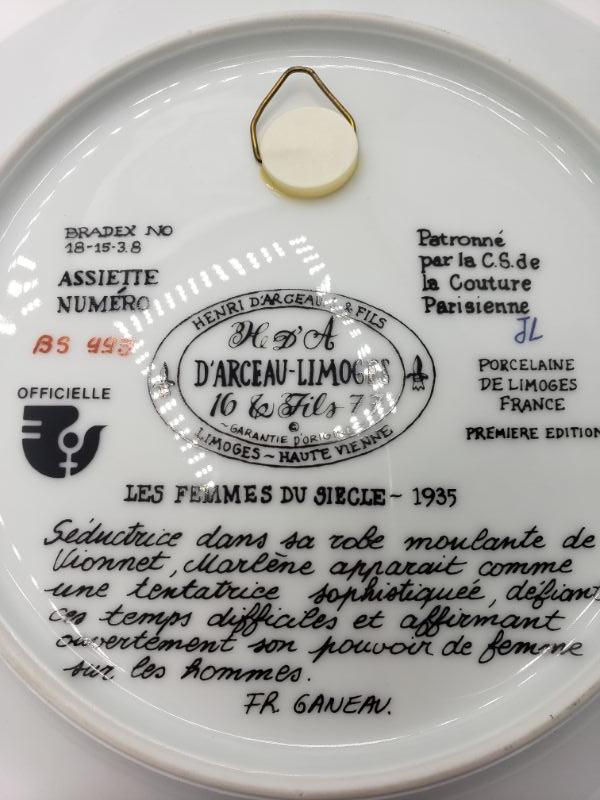 BRADEX NO
18-15-3.8
ASSIETTE
NUMÉRO
BS 993
OFFICIELLE
Patronné
par la C.S. de
la Couture
Parisienne
JL
PORCELAINE
DE LIMOGES
FRANCE
PREMIERE EDITION
HENRI D'ARCEAU & FILS
H D'A
D'ARCEAU-LIMOGES
16 & Fils 7
~GARANTIE D'ORIGINE
LIMOGES ~ HAUTE VIENNE
LES FEMMES DU SIECLE ~ 1935
Séductrice dans sa robe moulante de
Vionnet, Marlène apparait comme
une tentatrice sophistiquée, défiant
ces temps difficiles et affirmant
ouvertement son pouvoir de femme
sur les hommes.
FR. GANEAU.